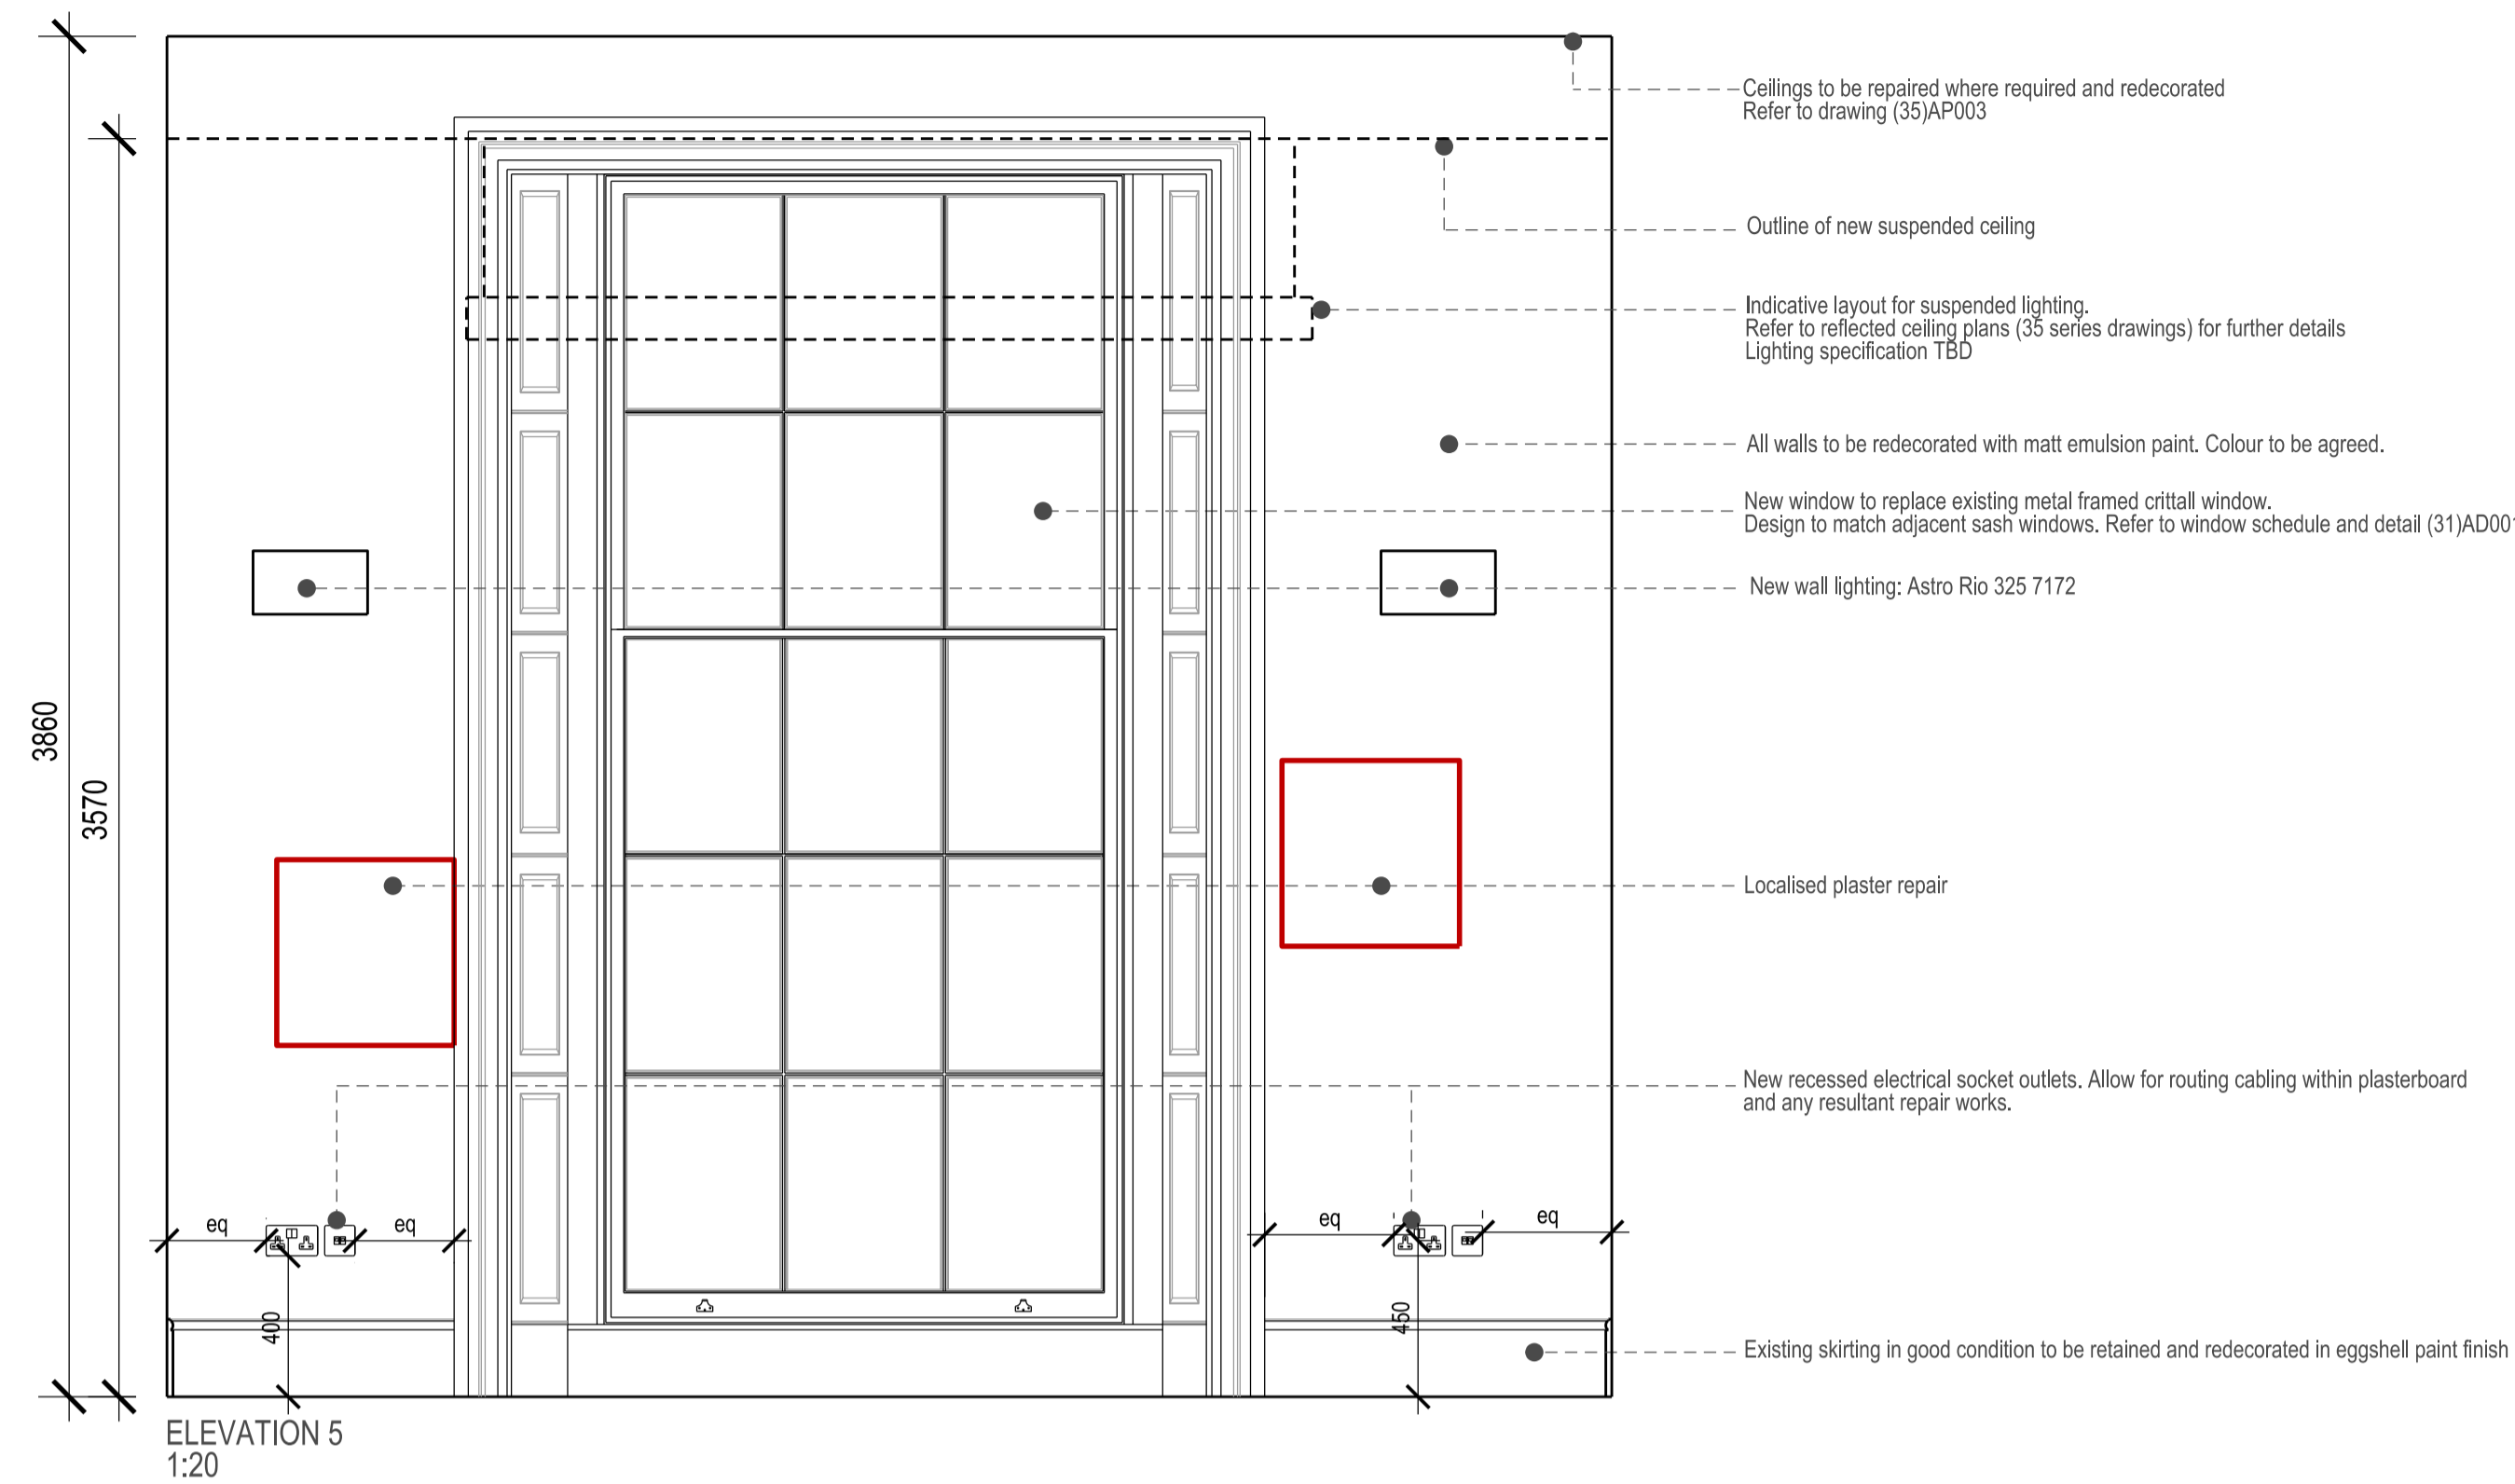 Ceilings to be repaired where required and redecorated
Refer to drawing (35)AP003
Outline of new suspended ceiling
Indicative layout for suspended lighting.
Refer to reflected ceiling plans (35 series drawings) for further details
Lighting specification TBD
All walls to be redecorated with matt emulsion paint. Colour to be agreed.
New window to replace existing metal framed crittall window.
Design to match adjacent sash windows. Refer to window schedule and detail (31)AD001
New wall lighting: Astro Rio 325 7172
3860
3570
Localised plaster repair
New recessed electrical socket outlets. Allow for routing cabling within plasterboard
and any resultant repair works.
eq
eq
eq
eq
400
450
Existing skirting in good condition to be retained and redecorated in eggshell paint finish
ELEVATION 5
1:20